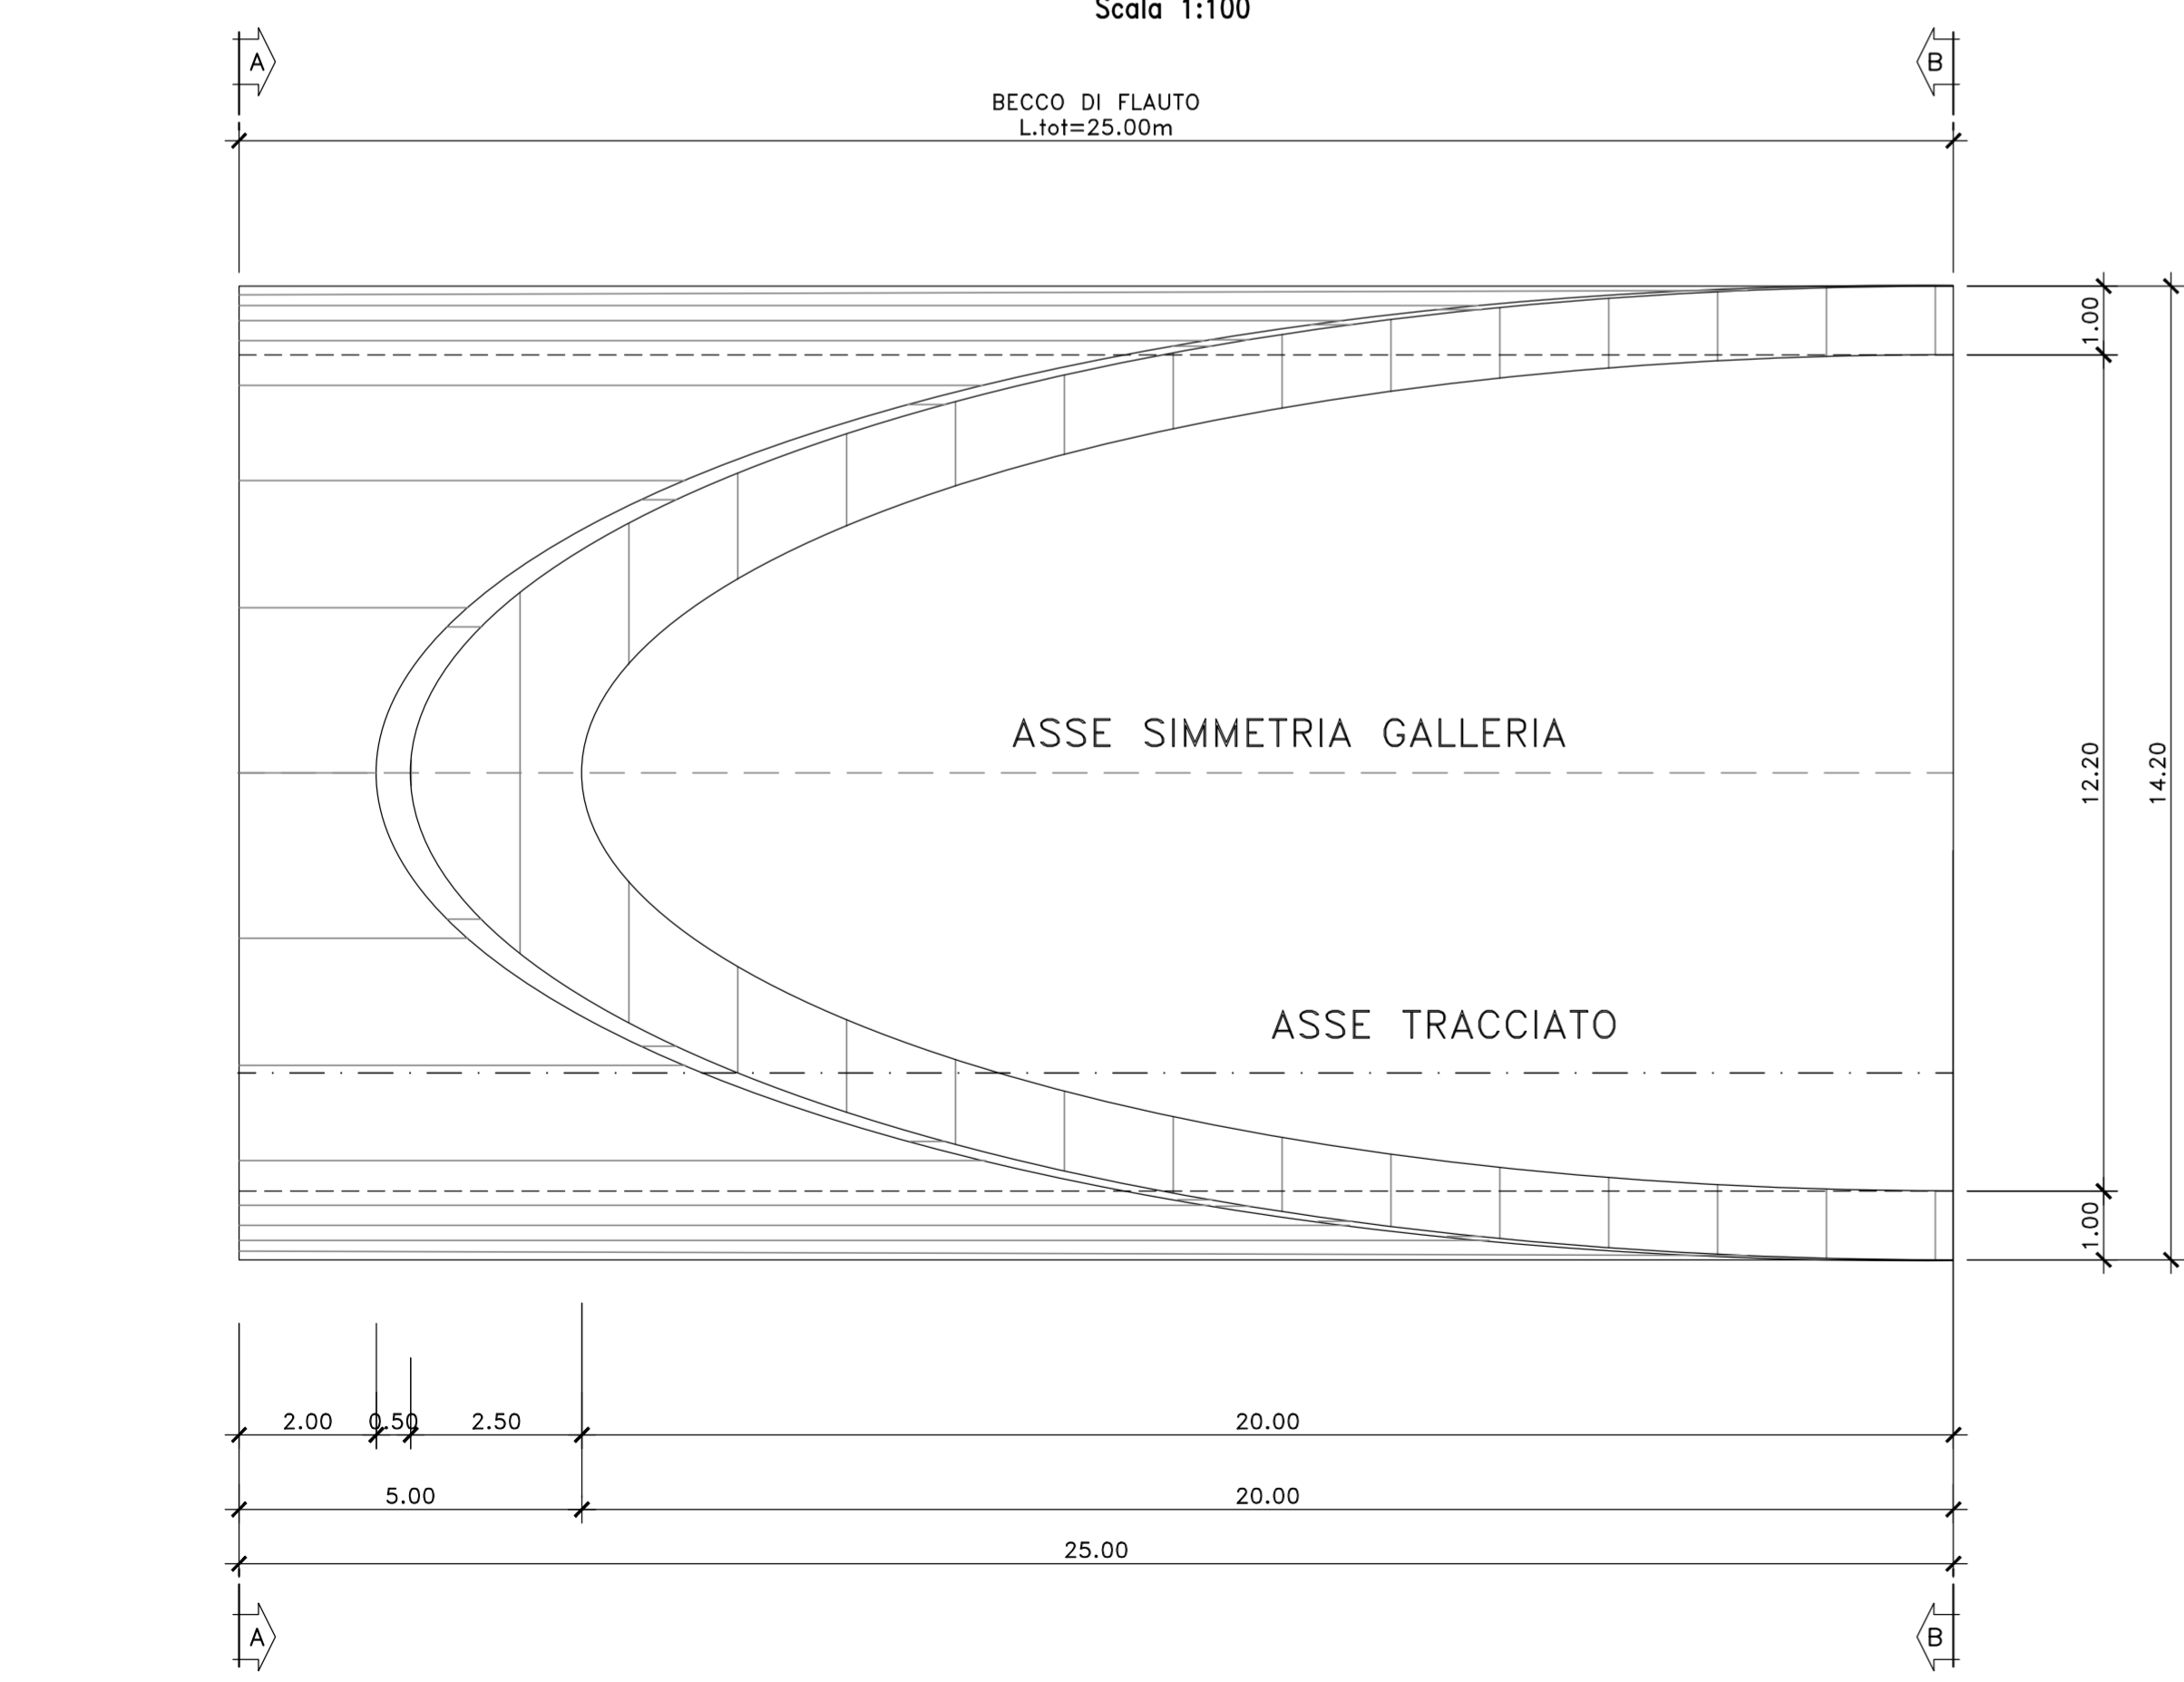 Scala 1:100
A
B
BECCO DI FLAUTO
L.tot=25.00m
1.00
ASSE SIMMETRIA GALLERIA
12.20
14.20
ASSE TRACCIATO
1.00
2.00
0.50
2.50
20.00
5.00
20.00
25.00
A
B